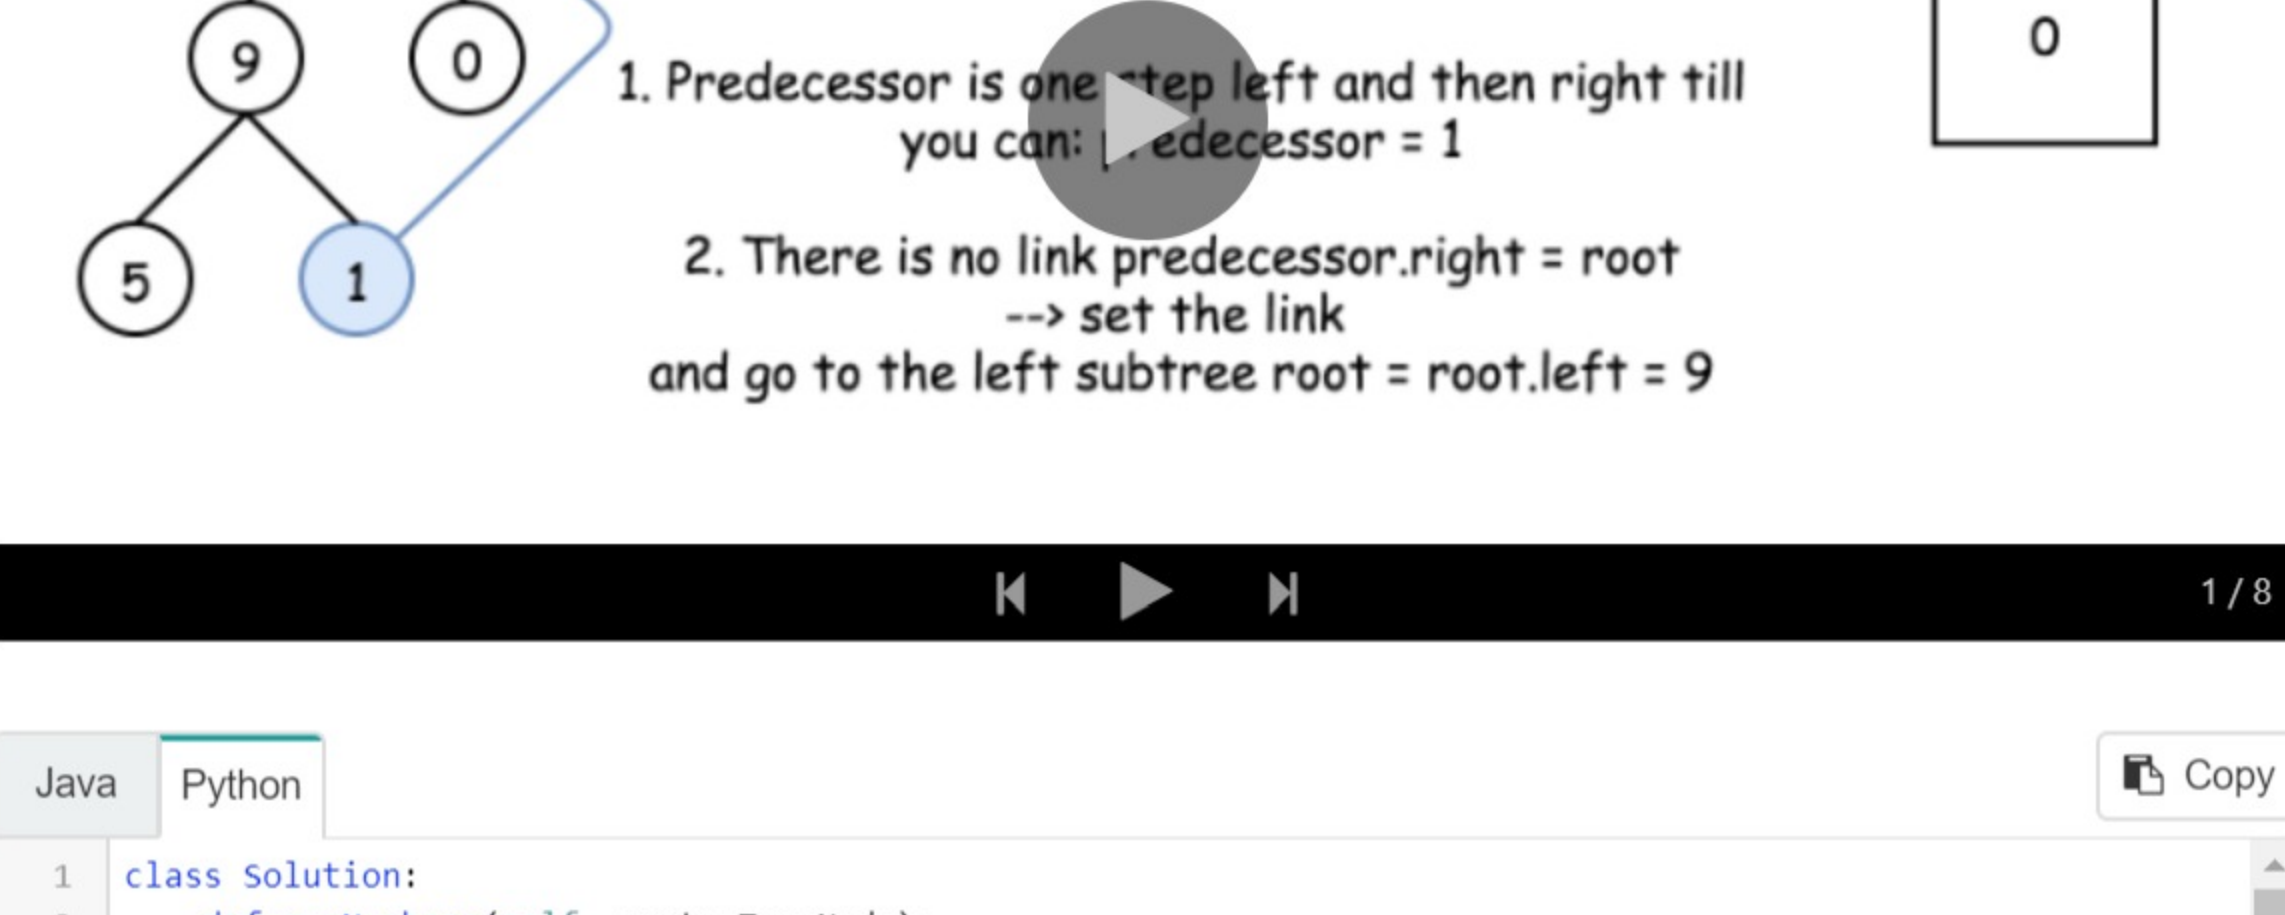 9
0
0
1. Predecessor is one step left and then right till
you can: predecessor = 1
5
1
2. There is no link predecessor.right = root
--> set the link
and go to the left subtree root = root.left = 9
1 / 8
Java
Python
Copy
1
class Solution: